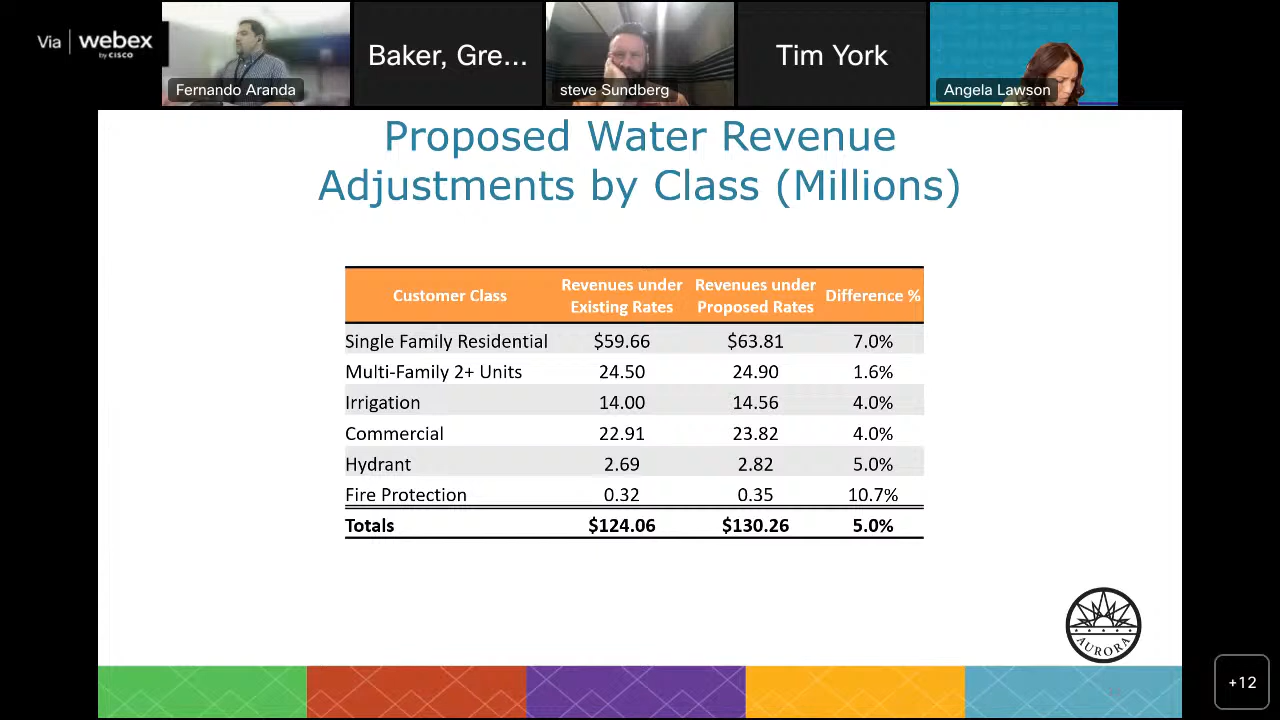 Via webex
by CISCO
Fernando Aranda
Baker, Gre...
steve Sundberg
Tim York
Angela Lawson
Proposed Water Revenue
Adjustments by Class (Millions)
Customer Class Revenues under Existing Rates Revenues under Proposed Rates Difference %
Single Family Residential $59.66 $63.81 7.0%
Multi-Family 2+ Units 24.50 24.90 1.6%
Irrigation 14.00 14.56 4.0%
Commercial 22.91 23.82 4.0%
Hydrant 2.69 2.82 5.0%
Fire Protection 0.32 0.35 10.7%
Totals $124.06 $130.26 5.0%
AURORA
+12